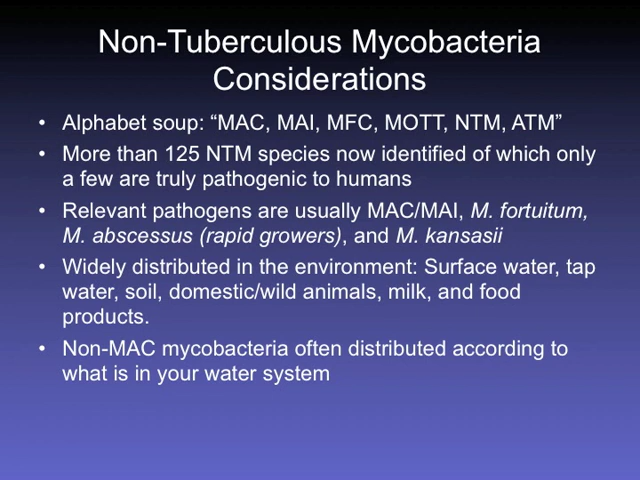 Non-Tuberculous Mycobacteria
Considerations
• Alphabet soup: “MAC, MAI, MFC, MOTT, NTM, ATM”
• More than 125 NTM species now identified of which only
a few are truly pathogenic to humans
• Relevant pathogens are usually MAC/MAI, M. fortuitum,
M. abscessus (rapid growers), and M. kansasii
• Widely distributed in the environment: Surface water, tap
water, soil, domestic/wild animals, milk, and food
products.
• Non-MAC mycobacteria often distributed according to
what is in your water system